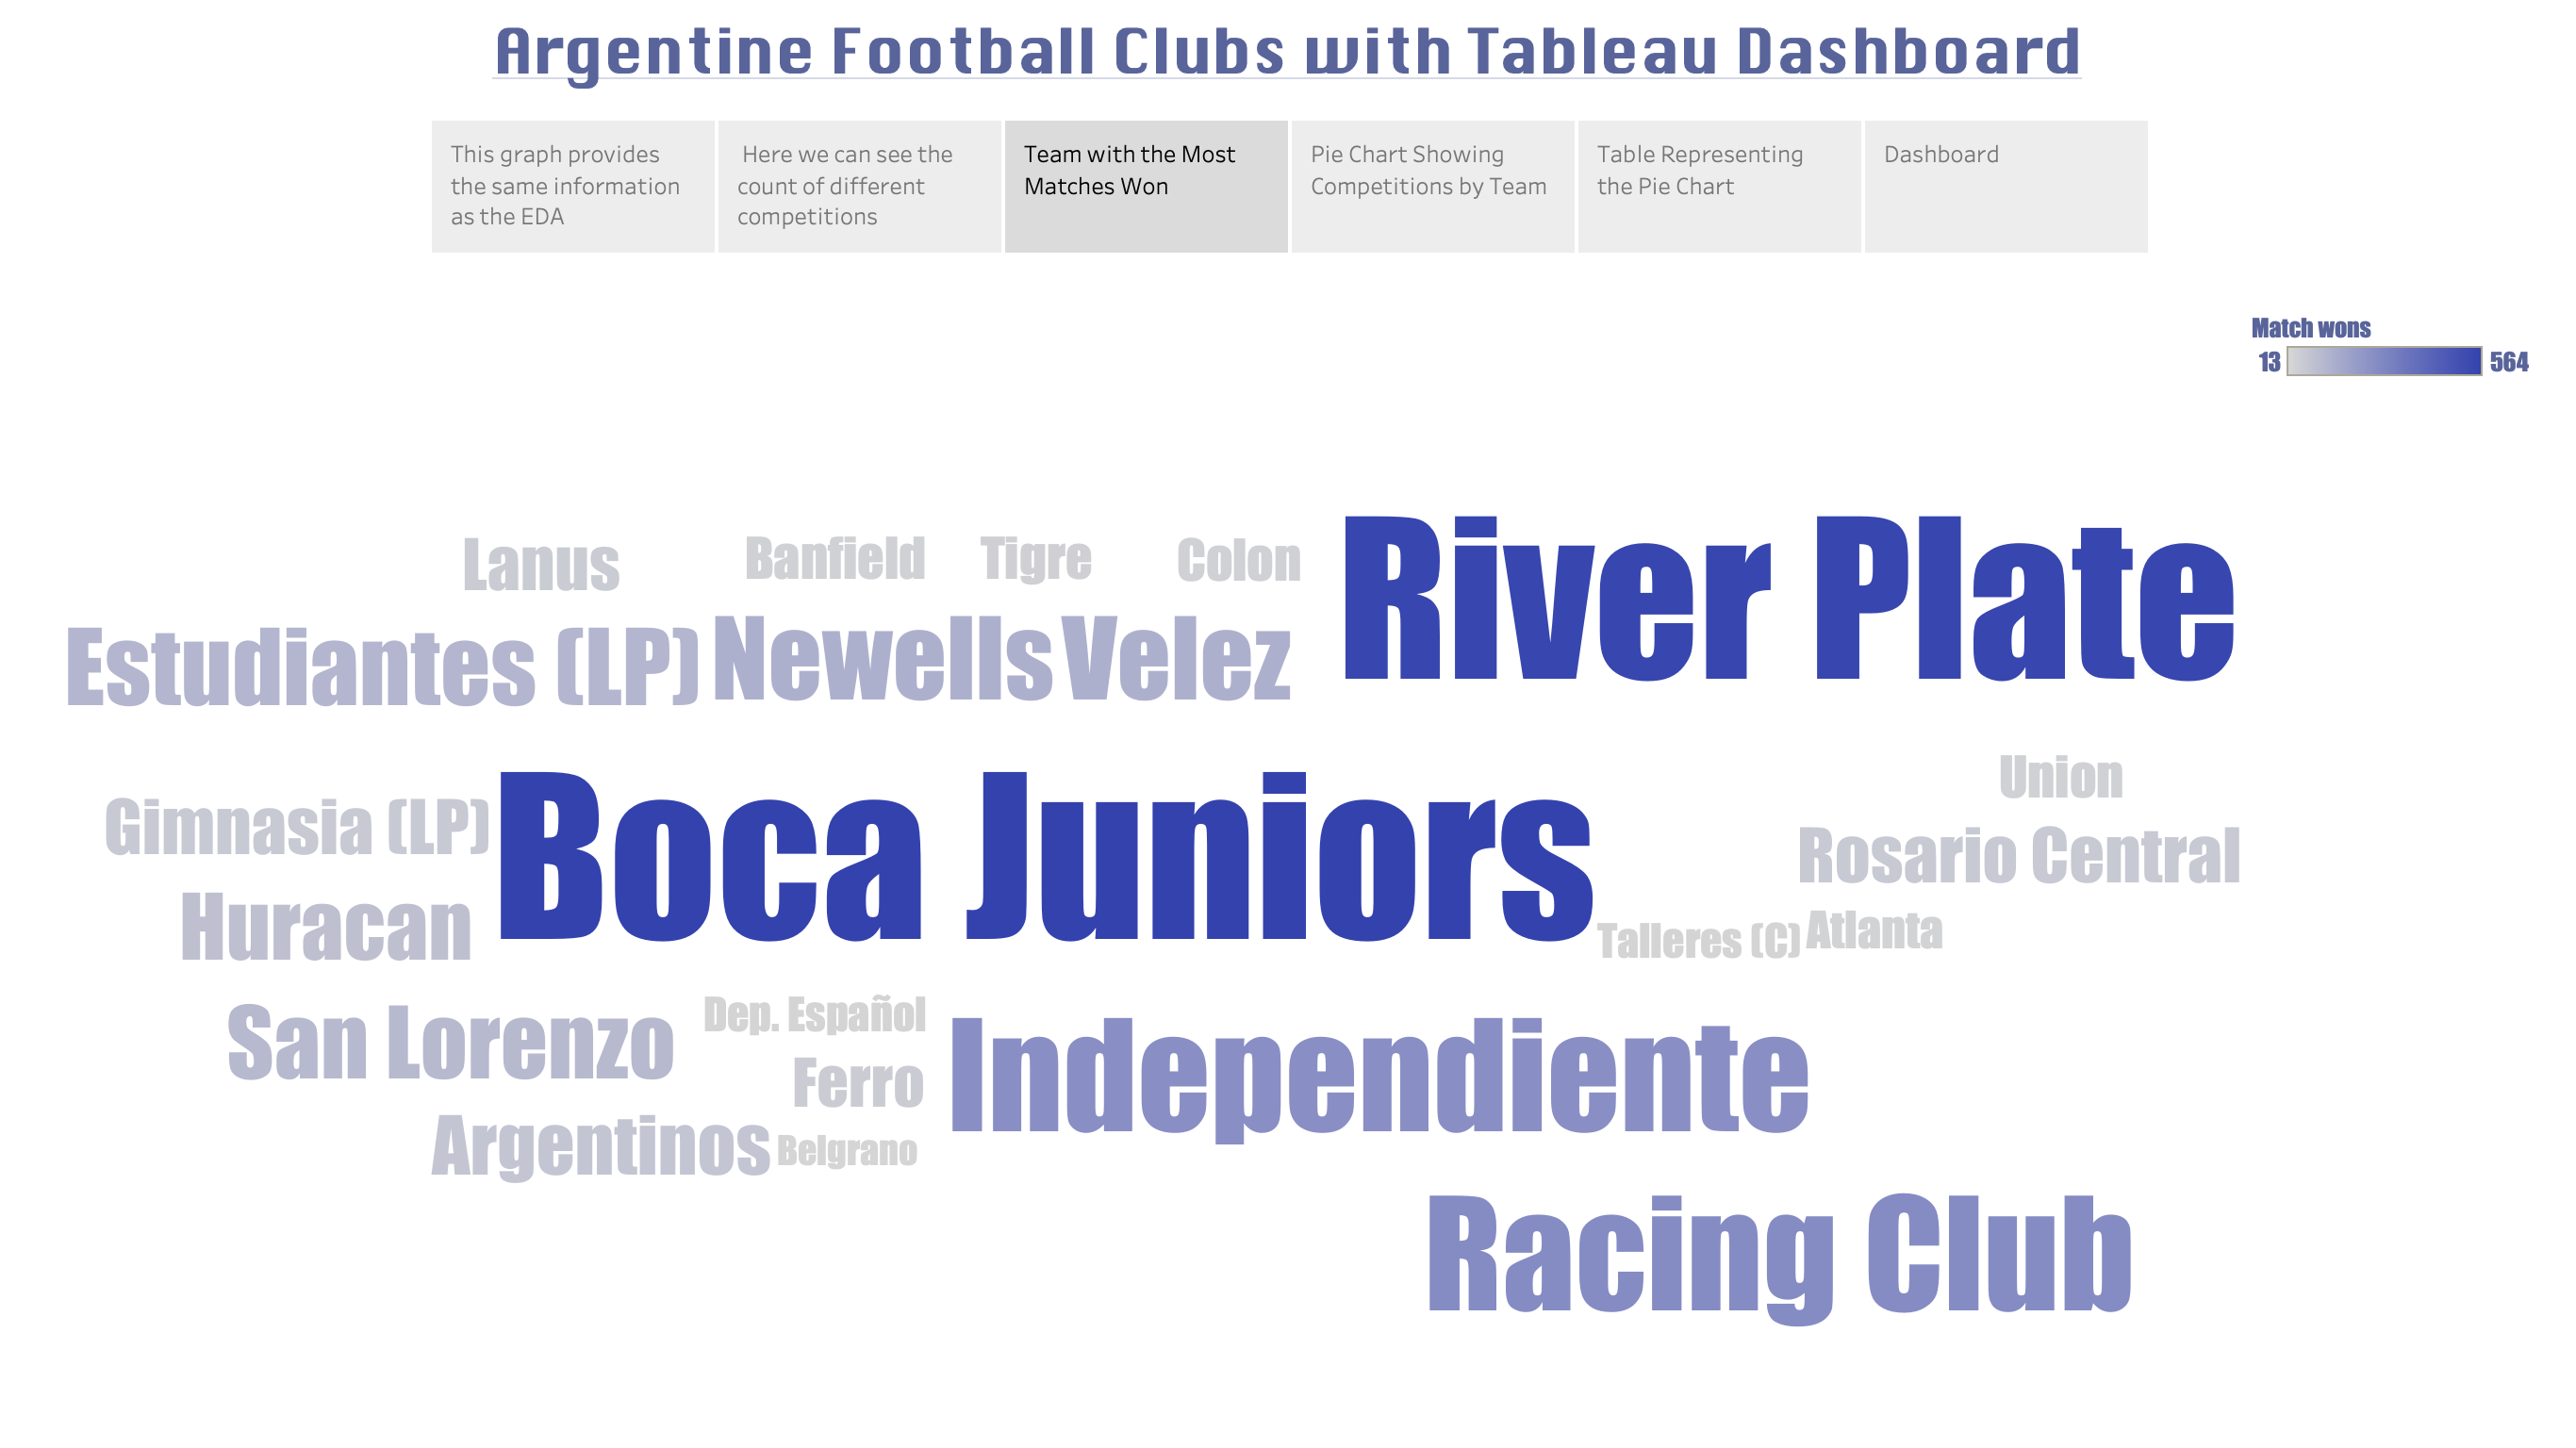 Argentine Football Clubs with Tableau Dashboard
This graph provides
the same information
as the EDA
Here we can see the
count of different
competitions
Team with the Most
Matches Won
Pie Chart Showing
Competitions by Team
Table Representing
the Pie Chart
Dashboard
Match wons
13 564
Lanus Banfield Tigre Colon River Plate
Estudiantes (LP) Newells Velez
Union
Gimnasia (LP) Boca Juniors Rosario Central
Huracan Talleres (C) Atlanta
San Lorenzo Dep. Español Independiente
Ferro
Argentinos Belgrano
Racing Club